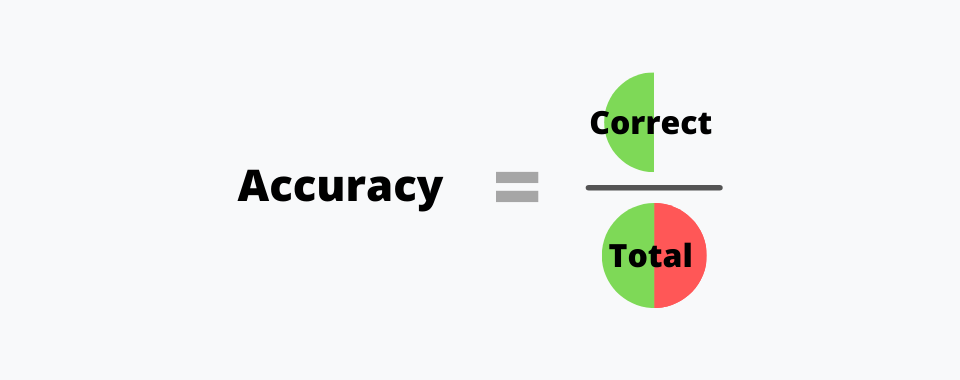 Accuracy
=
Correct
Total